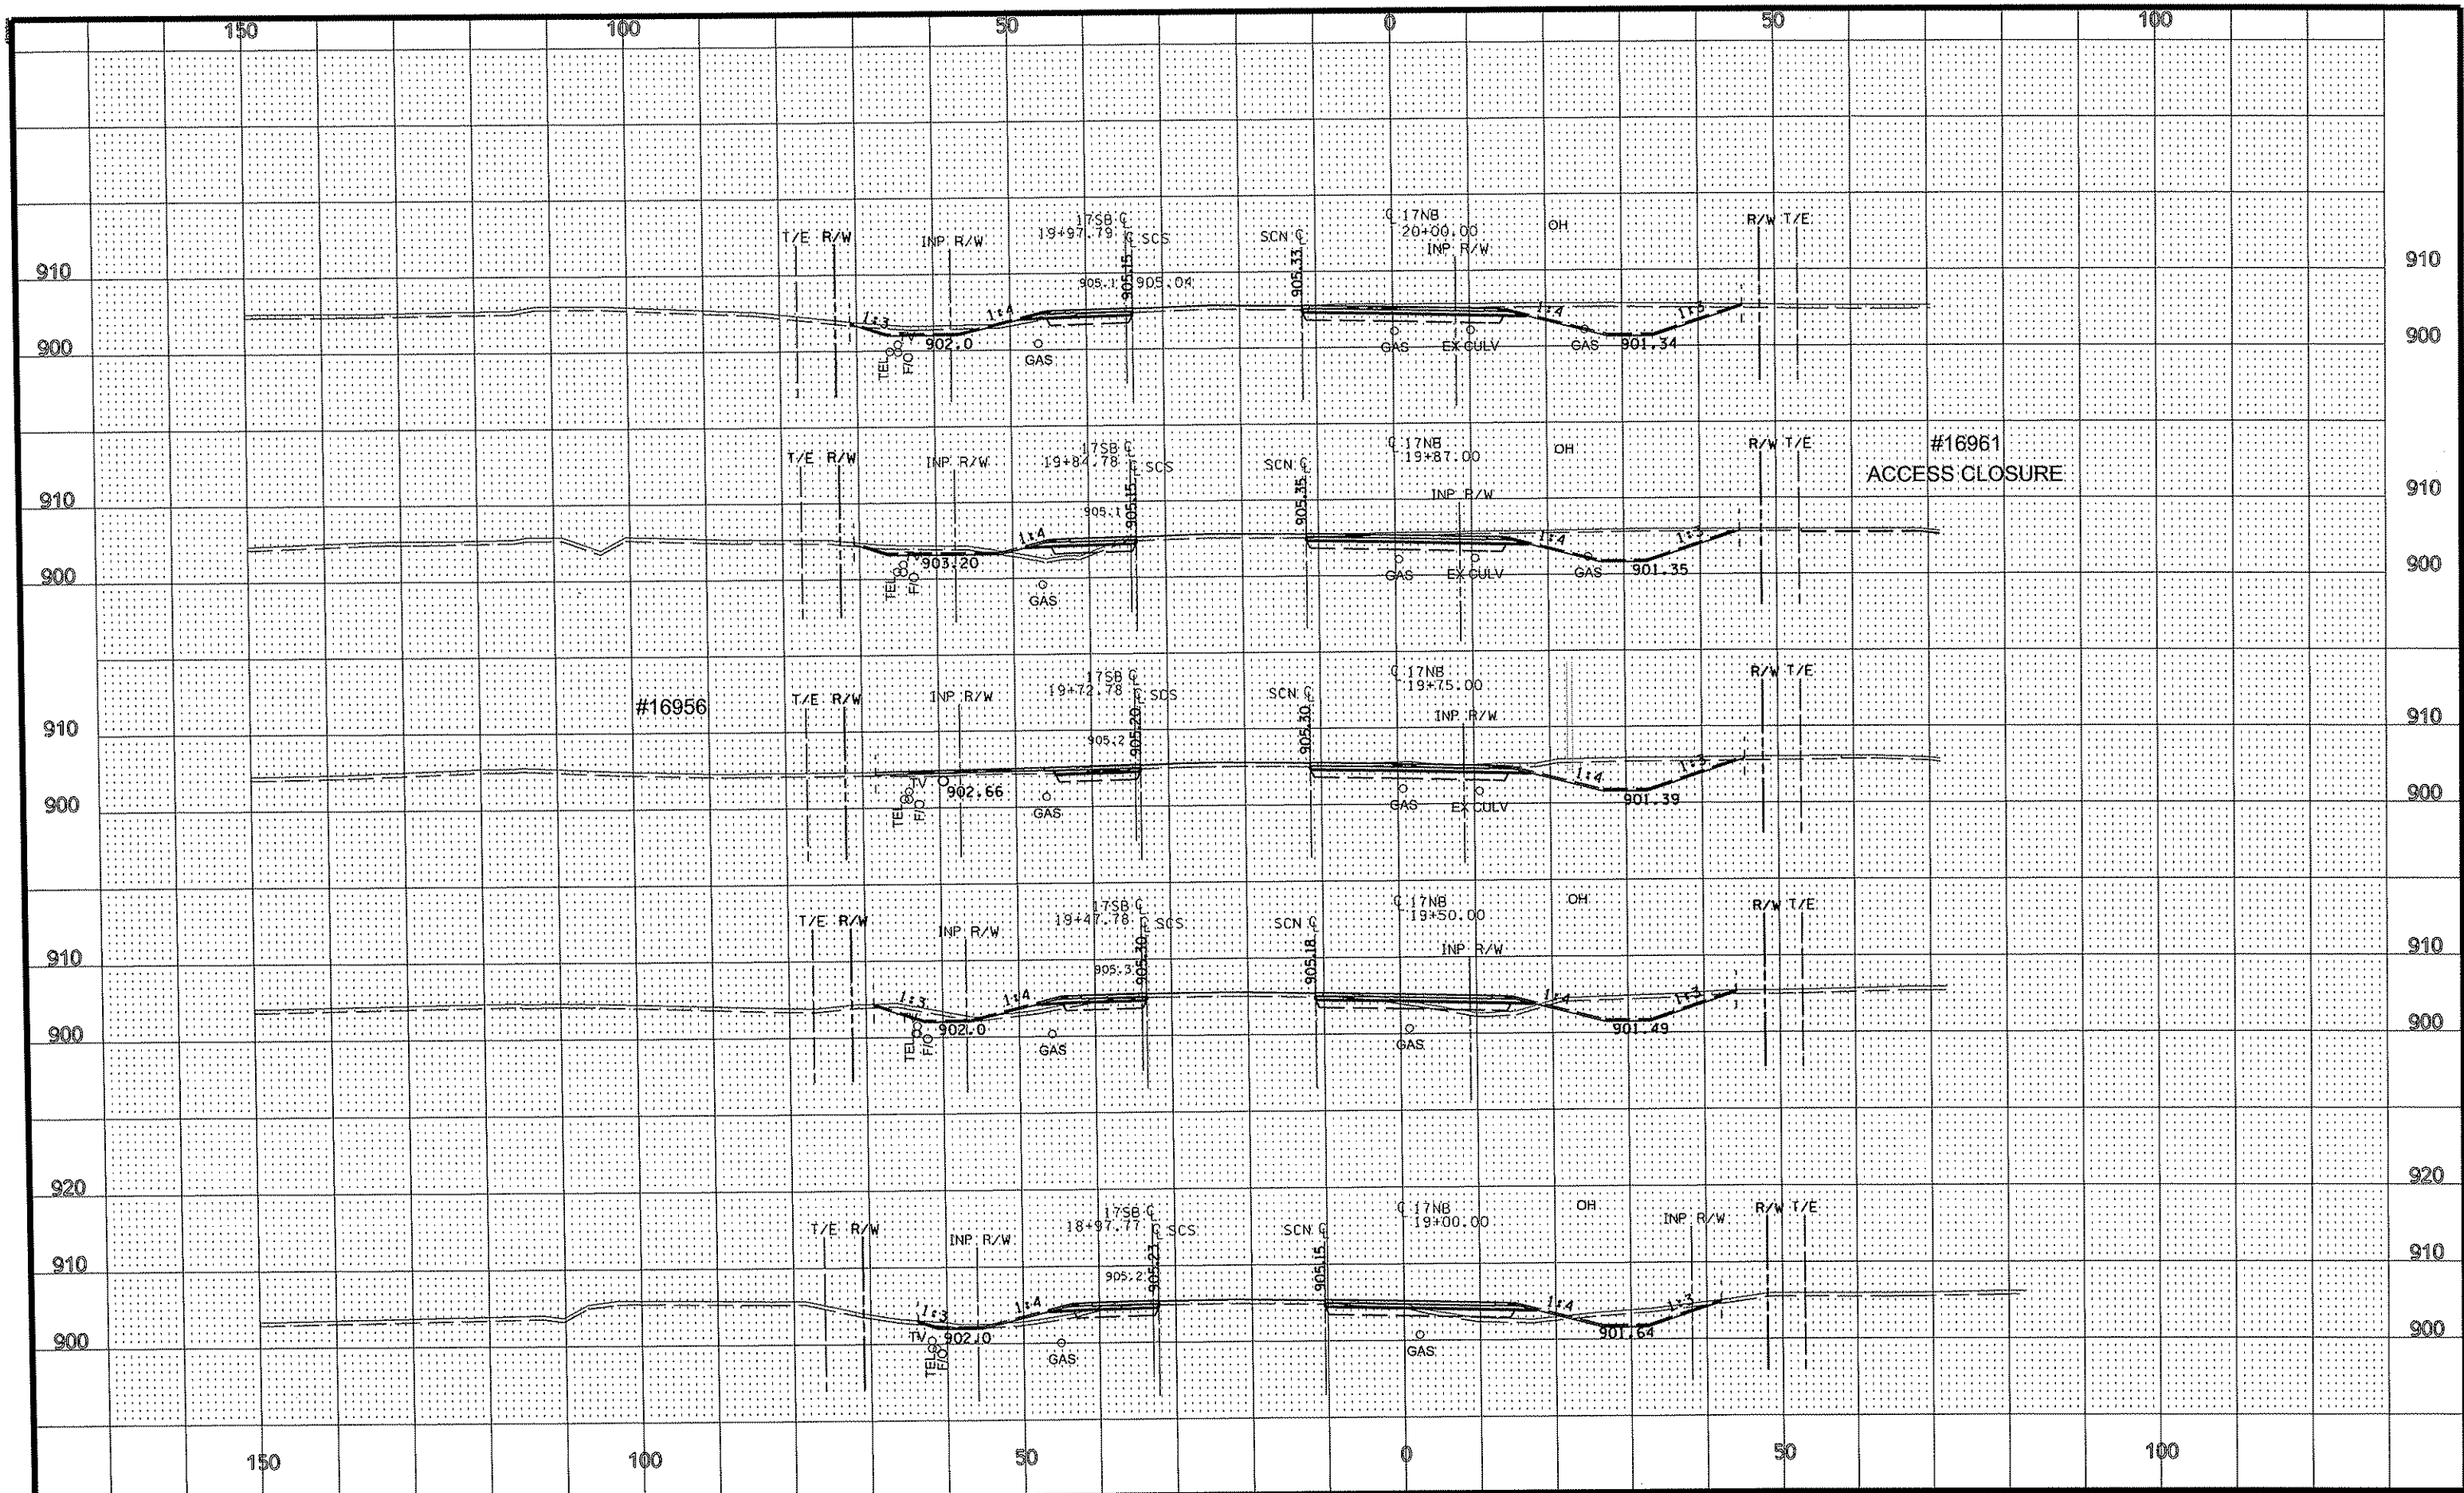 150 100 50 0 50 100
17SB ℄ ℄ 17NB
19+97.79 ℄ SCS SCN ℄ 20+00.00 OH R/W T/E
T/E R/W INP R/W INP R/W
905.15 905.33
910 905.1 905.04 910
1:3 1:4 1:4 1:3
900 902.0 901.34 900
TEL F/O GAS GAS EX CULV GAS
17SB ℄ ℄ 17NB #16961
19+84.78 ℄ SCS SCN ℄ 19+87.00 OH R/W T/E
T/E R/W INP R/W INP R/W ACCESS CLOSURE
905.15 905.35
910 905.1 910
1:4 1:4 1:3
900 903.20 901.35 900
TEL F/O GAS GAS EX CULV GAS
17SB ℄ ℄ 17NB
19+72.78 ℄ SCS SCN ℄ 19+75.00 R/W T/E
#16956 T/E R/W INP R/W INP R/W
905.20 905.30
910 905.2 910
1:4 1:3
900 TV 902.66 901.39 900
TEL F/O GAS GAS EX CULV
17SB ℄ ℄ 17NB
19+47.78 ℄ SCS SCN ℄ 19+50.00 OH R/W T/E
T/E R/W INP R/W INP R/W
905.30 905.18
910 905.3 910
1:3 1:4 1:4 1:3
900 902.0 901.49 900
TEL F/O GAS GAS
920 920
17SB ℄ ℄ 17NB
18+97.77 ℄ SCS SCN ℄ 19+00.00 OH INP R/W R/W T/E
T/E R/W INP R/W
905.23 905.15
910 905.2 910
1:3 1:4 1:4 1:3
900 TV 902.0 901.64 900
TEL F/O GAS GAS
150 100 50 0 50 100